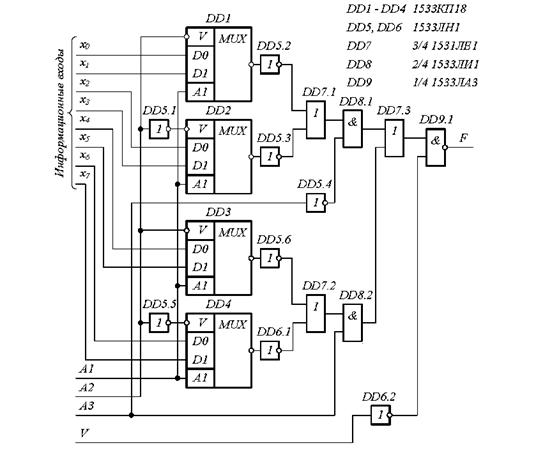 DD1 - DD4 1533КП18
DD5, DD6 1533ЛН1
DD7 3/4 1531ЛЕ1
DD8 2/4 1533ЛИ1
DD9 1/4 1533ЛА3
Информационные входы
x0
x1
x2
x3
x4
x5
x6
x7
DD1
V
D0
D1
A1
MUX
DD5.2
1
DD5.1
1
DD2
V
D0
D1
A1
MUX
DD5.3
1
DD7.1
1
DD8.1
&
DD7.3
1
DD9.1
&
F
DD5.4
1
DD3
V
D0
D1
A1
MUX
DD5.6
1
DD5.5
1
DD4
V
D0
D1
A1
MUX
DD6.1
1
DD7.2
1
DD8.2
&
A1
A2
A3
DD6.2
1
V